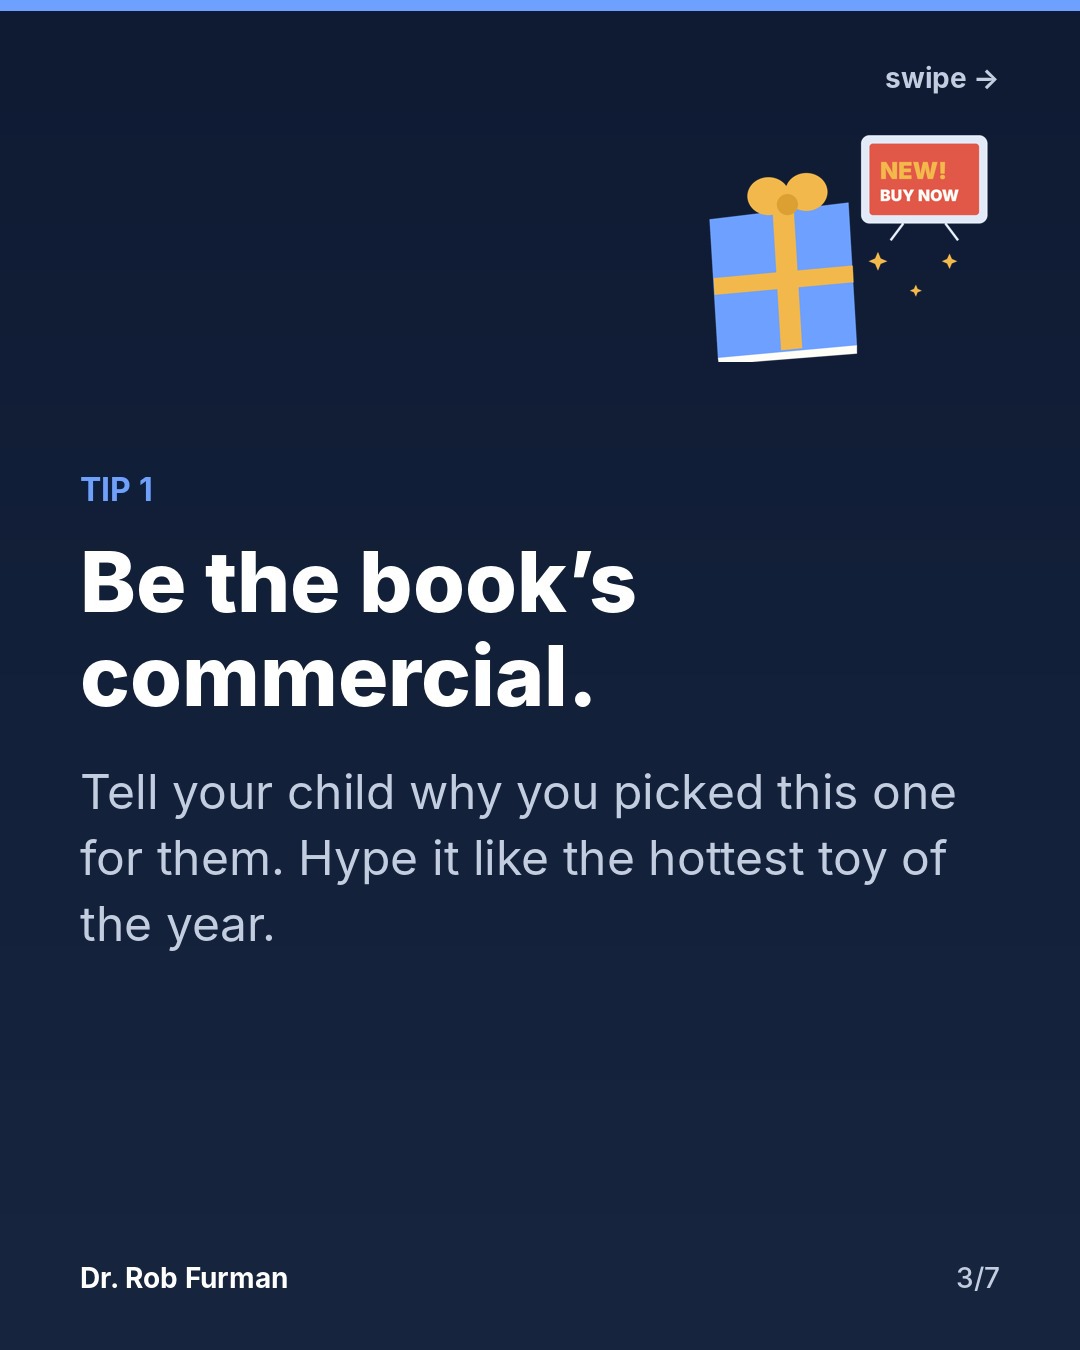 swipe →
NEW!
BUY NOW
TIP 1
Be the book’s
commercial.
Tell your child why you picked this one
for them. Hype it like the hottest toy of
the year.
Dr. Rob Furman
3/7